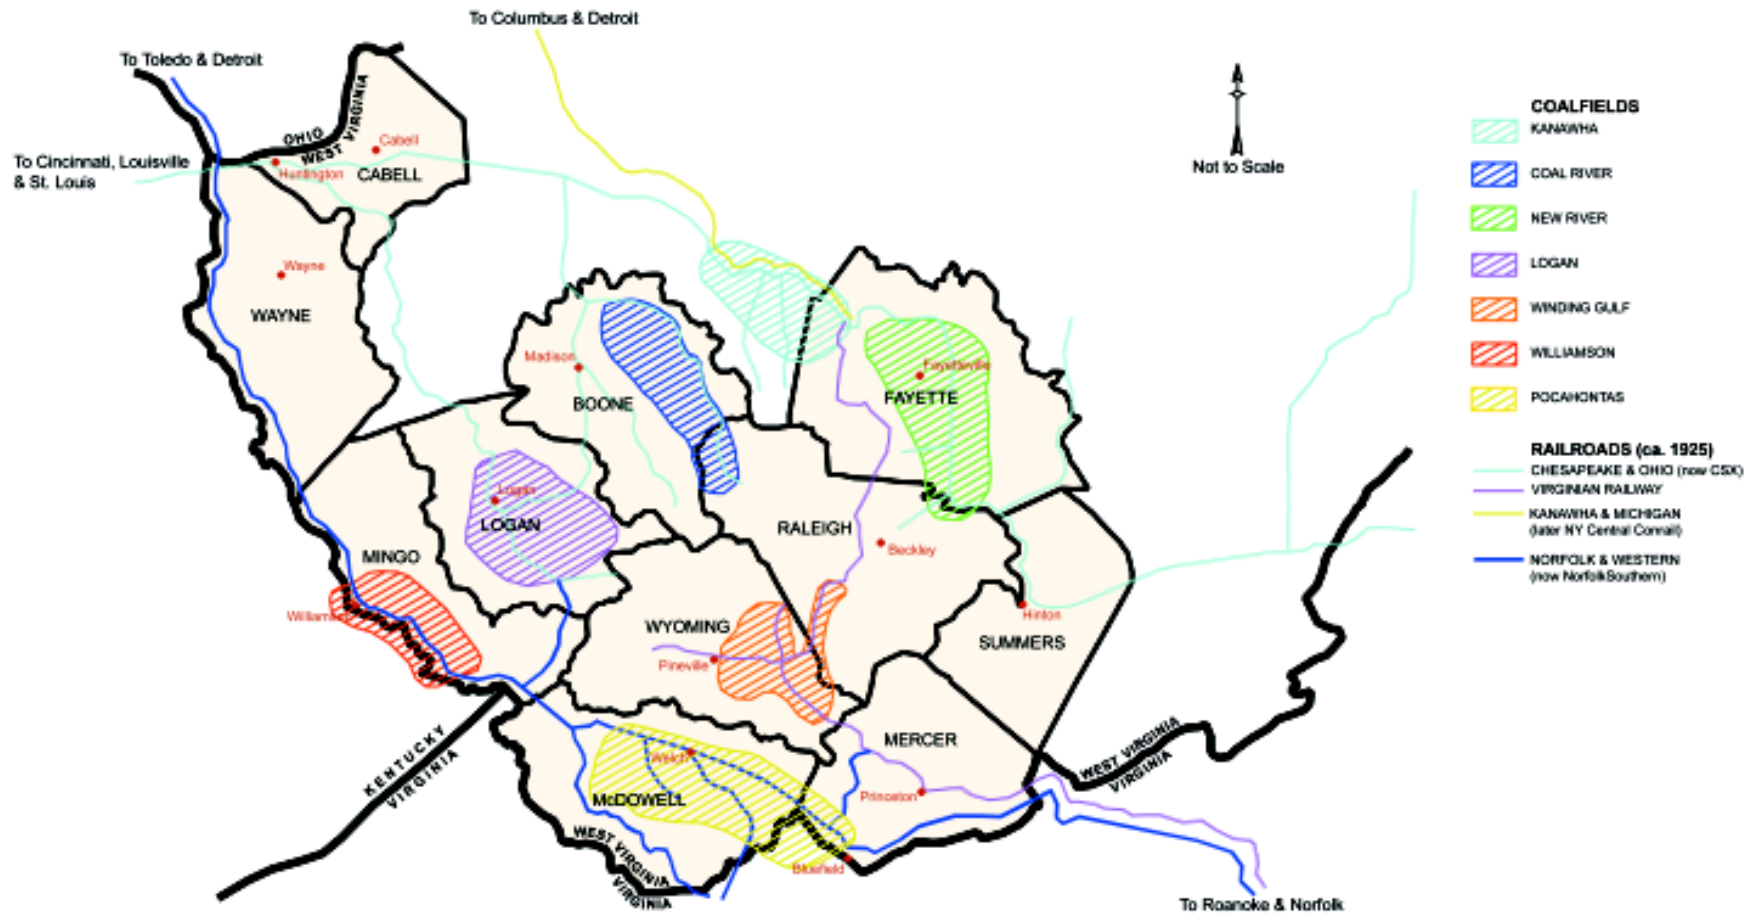 To Columbus & Detroit
To Toledo & Detroit
OHIO
WEST VIRGINIA
Cabell
To Cincinnati, Louisville
& St. Louis
Huntington
CABELL
Not to Scale
Wayne
WAYNE
Madison
BOONE
Fayetteville
FAYETTE
Logan
LOGAN
RALEIGH
Beckley
MINGO
Hinton
WYOMING
SUMMERS
Pineville
MERCER
KENTUCKY
VIRGINIA
Welch
McDOWELL
Princeton
WEST VIRGINIA
VIRGINIA
WEST VIRGINIA
VIRGINIA
Bluefield
To Roanoke & Norfolk
COALFIELDS
KANAWHA
COAL RIVER
NEW RIVER
LOGAN
WINDING GULF
WILLIAMSON
POCAHONTAS
RAILROADS (ca. 1925)
CHESAPEAKE & OHIO (now CSX)
VIRGINIAN RAILWAY
KANAWHA & MICHIGAN
(later NY Central Conrail)
NORFOLK & WESTERN
(now NorfolkSouthern)